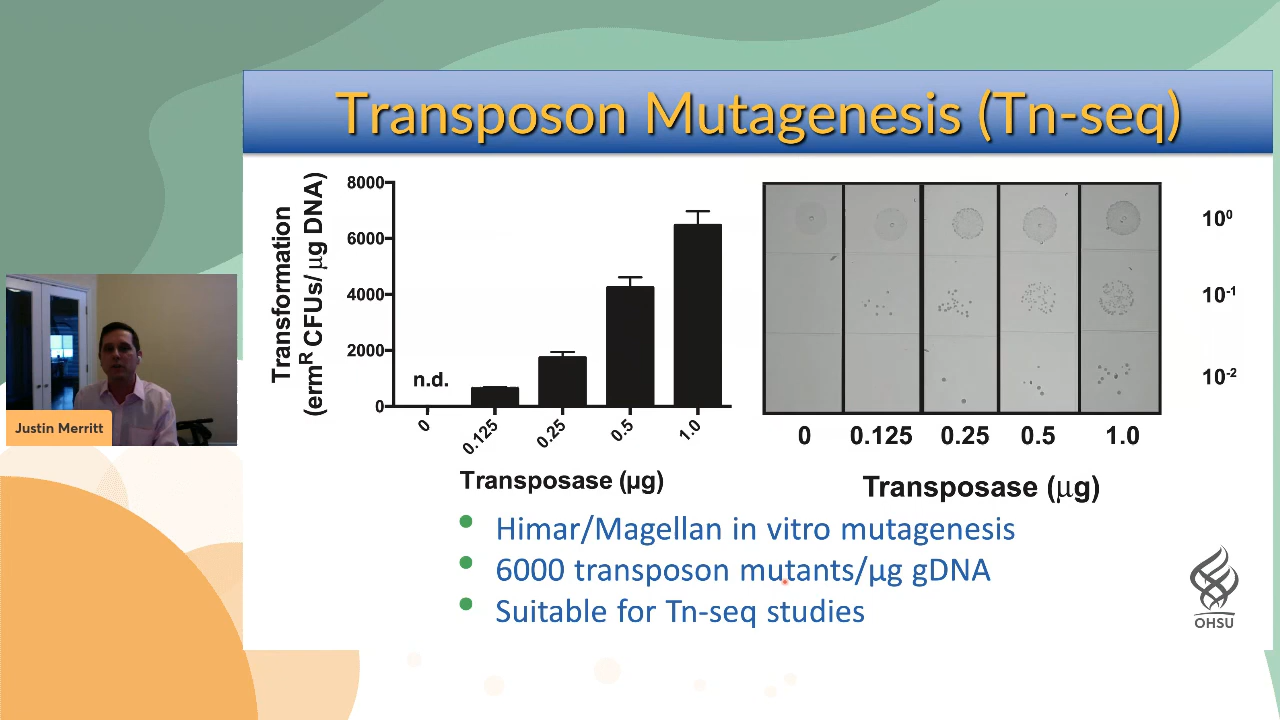 Transposon Mutagenesis (Tn-seq)
Transformation
(erm^R CFUs/ μg DNA)
8000
6000
4000
2000
0
n.d.
0
0.125
0.25
0.5
1.0
Transposase (μg)
10⁰
10⁻¹
10⁻²
0 0.125 0.25 0.5 1.0
Transposase (μg)
Justin Merritt
• Himar/Magellan in vitro mutagenesis
• 6000 transposon mutants/μg gDNA
• Suitable for Tn-seq studies
OHSU